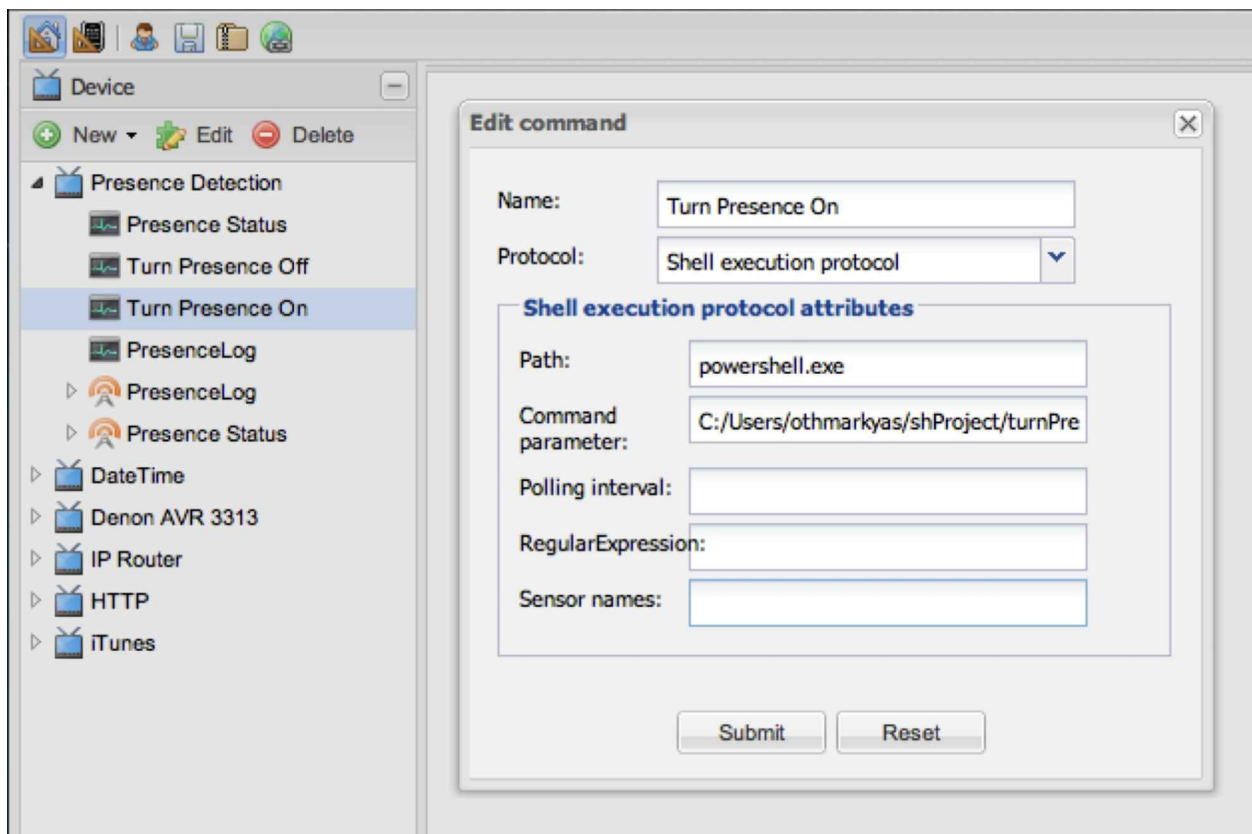 Device
New Edit Delete
Presence Detection
Presence Status
Turn Presence Off
Turn Presence On
PresenceLog
PresenceLog
Presence Status
DateTime
Denon AVR 3313
IP Router
HTTP
iTunes
Edit command
Name: Turn Presence On
Protocol: Shell execution protocol
Shell execution protocol attributes
Path: powershell.exe
Command
parameter: C:/Users/othmarkyas/shProject/turnPre
Polling interval:
RegularExpression:
Sensor names:
Submit Reset